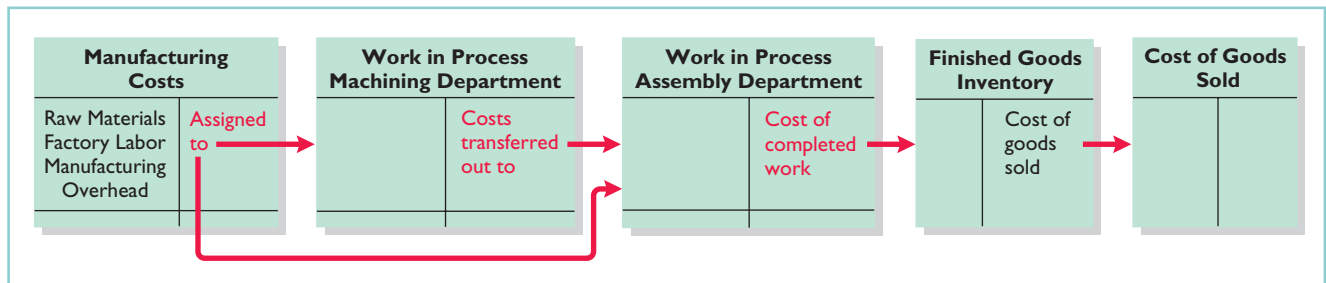 Manufacturing
Costs
Raw Materials
Factory Labor
Manufacturing
Overhead
Assigned
to
Work in Process
Machining Department
Costs
transferred
out to
Work in Process
Assembly Department
Cost of
completed
work
Finished Goods
Inventory
Cost of
goods
sold
Cost of Goods
Sold